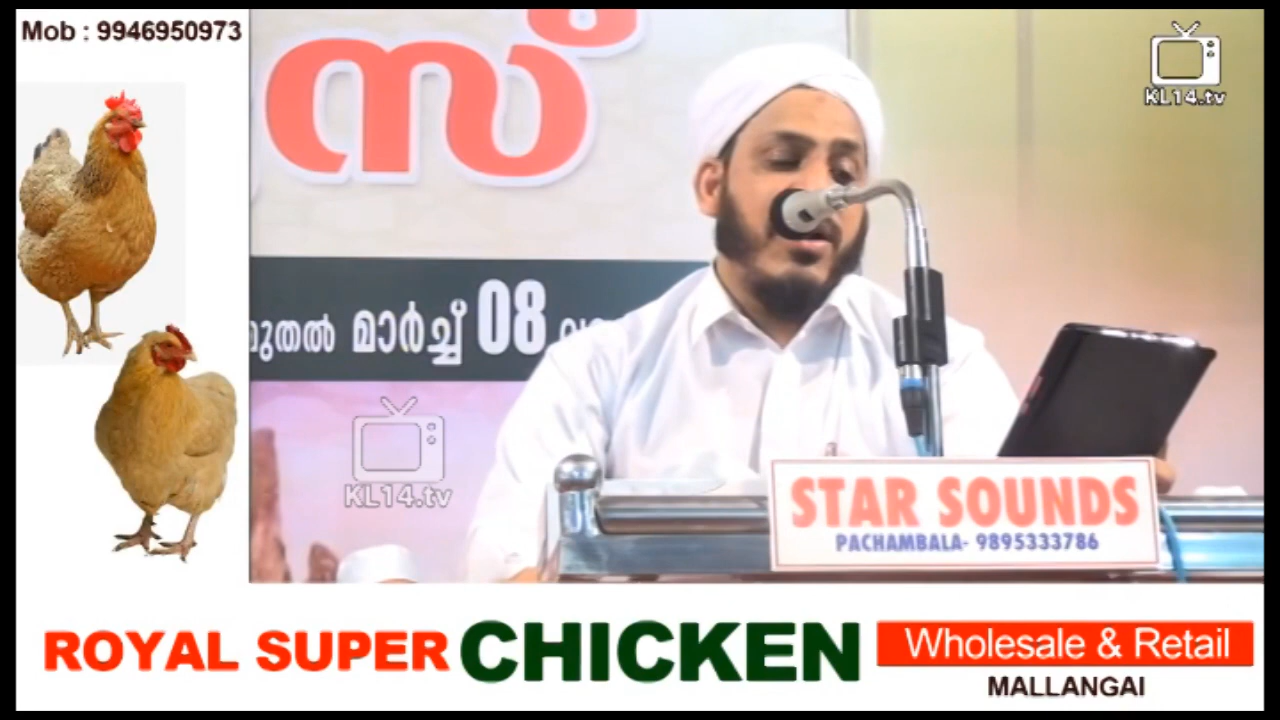 Mob : 9946950973
KL14.tv
സ്
മുതൽ മാർച്ച് 08
KL14.tv
STAR SOUNDS
PACHAMBALA- 9895333786
ROYAL SUPER CHICKEN Wholesale & Retail
MALLANGAI